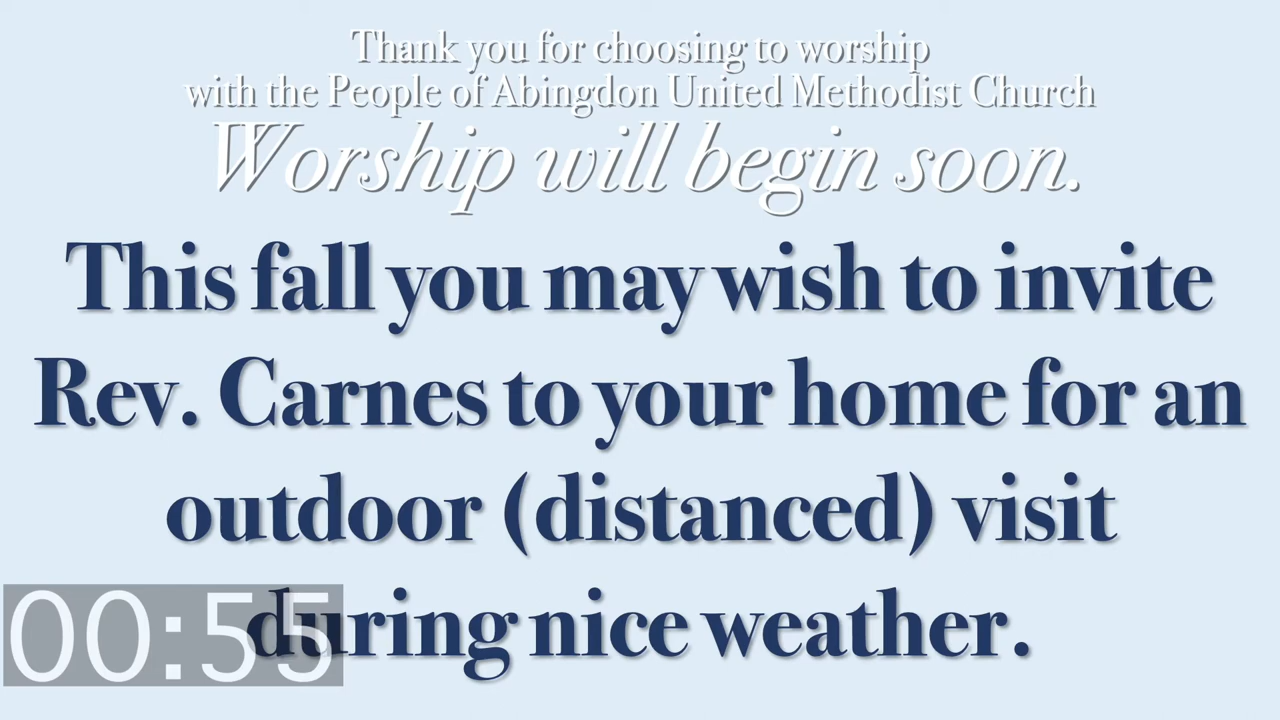 Thank you for choosing to worship
with the People of Abingdon United Methodist Church
Worship will begin soon.
This fall you may wish to invite
Rev. Carnes to your home for an
outdoor (distanced) visit
during nice weather.
00:55